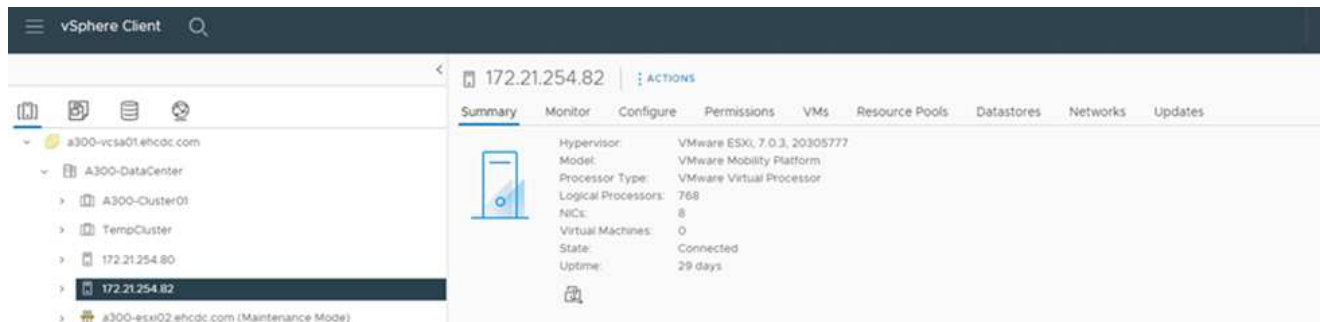 vSphere Client
172.21.254.82 ACTIONS
Summary Monitor Configure Permissions VMs Resource Pools Datastores Networks Updates
a300-vcsa01.ehcdc.com
A300-DataCenter
A300-Cluster01
TempCluster
172.21.254.80
172.21.254.82
a300-esxi02.ehcdc.com (Maintenance Mode)
Hypervisor: VMware ESXi, 7.0.3, 20305777
Model: VMware Mobility Platform
Processor Type: VMware Virtual Processor
Logical Processors: 768
NICs: 8
Virtual Machines: 0
State: Connected
Uptime: 29 days